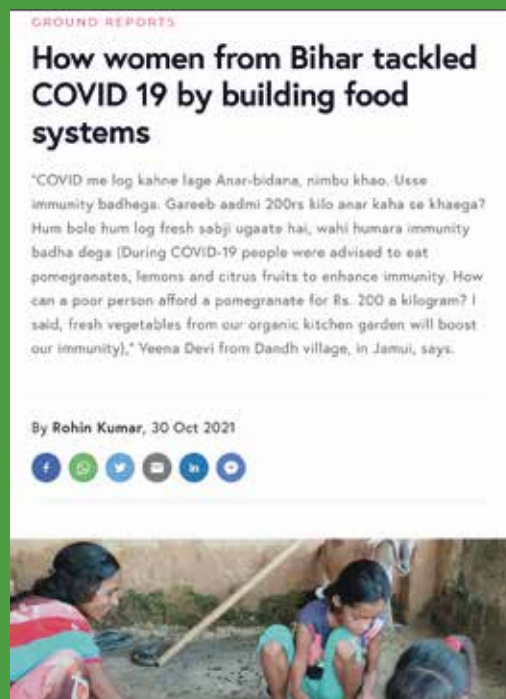 GROUND REPORTS
How women from Bihar tackled
COVID 19 by building food
systems
"COVID me log kahne lage Anar-bidana, nimbu khao. Usse
immunity badhega. Gareeb aadmi 200rs kilo anar kaha se khaega?
Hum bole hum log fresh sabji ugaate hai, wahi humara immunity
badha dega (During COVID-19 people were advised to eat
pomegranates, lemons and citrus fruits to enhance immunity. How
can a poor person afford a pomegranate for Rs. 200 a kilogram? I
said, fresh vegetables from our organic kitchen garden will boost
our immunity)," Veena Devi from Dandh village, in Jamui, says.
By Rohin Kumar, 30 Oct 2021
f
in